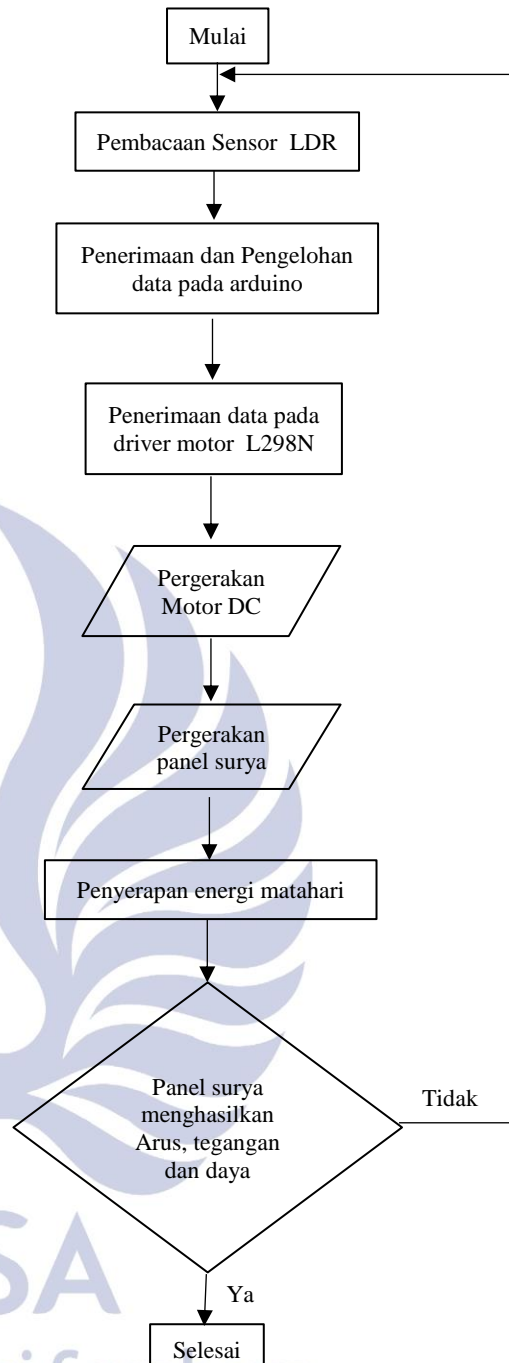 Mulai
Pembacaan Sensor LDR
Penerimaan dan Pengelohan
data pada arduino
Penerimaan data pada
driver motor L298N
Pergerakan
Motor DC
Pergerakan
panel surya
Penyerapan energi matahari
Panel surya
menghasilkan
Arus, tegangan
dan daya
Tidak
Ya
SA
Selesai